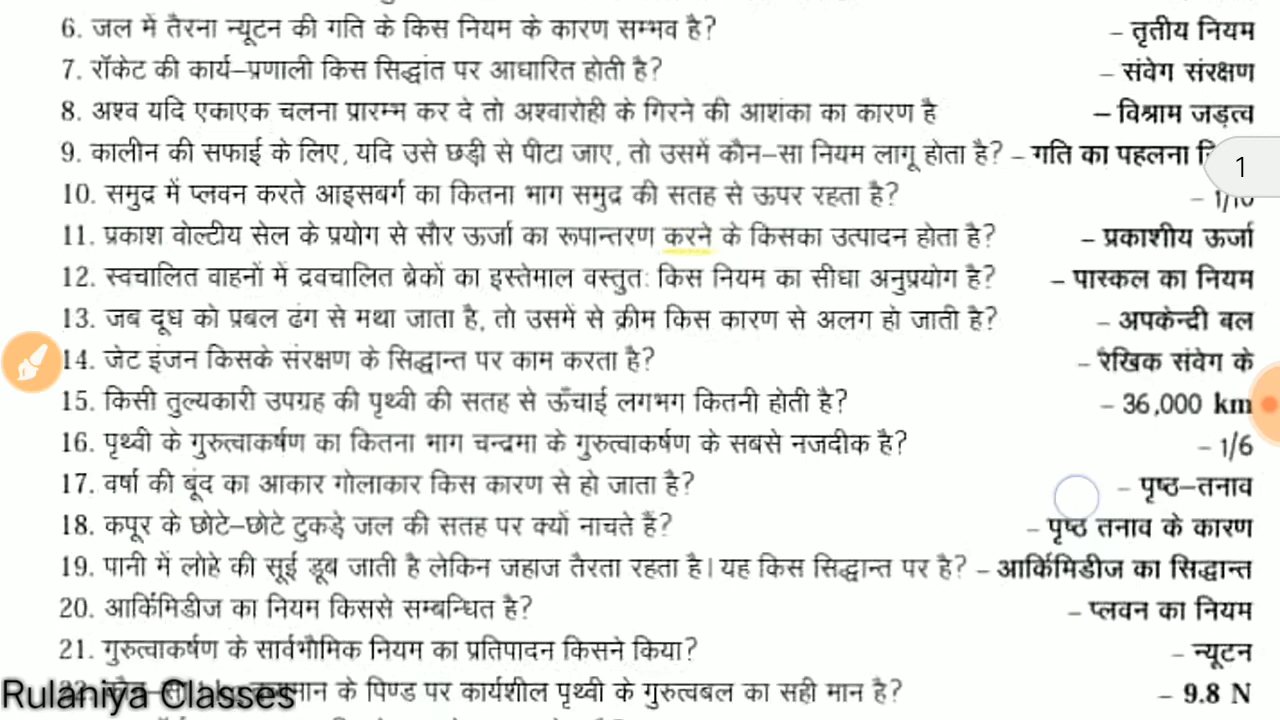 6. जल में तैरना न्यूटन की गति के किस नियम के कारण सम्भव है? – तृतीय नियम
7. रॉकेट की कार्य–प्रणाली किस सिद्धांत पर आधारित होती है? – संवेग संरक्षण
8. अश्व यदि एकाएक चलना प्रारम्भ कर दे तो अश्वारोही के गिरने की आशंका का कारण है – विश्राम जड़त्व
9. कालीन की सफाई के लिए, यदि उसे छड़ी से पीटा जाए, तो उसमें कौन–सा नियम लागू होता है? – गति का पहलना
1
10. समुद्र में प्लवन करते आइसबर्ग का कितना भाग समुद्र की सतह से ऊपर रहता है? – 1/10
11. प्रकाश वोल्टीय सेल के प्रयोग से सौर ऊर्जा का रूपान्तरण करने के किसका उत्पादन होता है? – प्रकाशीय ऊर्जा
12. स्वचालित वाहनों में द्रवचालित ब्रेकों का इस्तेमाल वस्तुतः किस नियम का सीधा अनुप्रयोग है? – पास्कल का नियम
13. जब दूध को प्रबल ढंग से मथा जाता है, तो उसमें से क्रीम किस कारण से अलग हो जाती है? – अपकेन्द्री बल
14. जेट इंजन किसके संरक्षण के सिद्धान्त पर काम करता है? – रैखिक संवेग के
15. किसी तुल्यकारी उपग्रह की पृथ्वी की सतह से ऊँचाई लगभग कितनी होती है? – 36,000 km
16. पृथ्वी के गुरुत्वाकर्षण का कितना भाग चन्द्रमा के गुरुत्वाकर्षण के सबसे नजदीक है? – 1/6
17. वर्षा की बूंद का आकार गोलाकार किस कारण से हो जाता है? – पृष्ठ–तनाव
18. कपूर के छोटे–छोटे टुकड़े जल की सतह पर क्यों नाचते हैं? – पृष्ठ तनाव के कारण
19. पानी में लोहे की सूई डूब जाती है लेकिन जहाज तैरता रहता है। यह किस सिद्धान्त पर है? – आर्किमिडीज का सिद्धान्त
20. आर्किमिडीज का नियम किससे सम्बन्धित है? – प्लवन का नियम
21. गुरुत्वाकर्षण के सार्वभौमिक नियम का प्रतिपादन किसने किया? – न्यूटन
के पिण्ड पर कार्यशील पृथ्वी के गुरुत्वबल का सही मान है? – 9.8 N
Rulaniya Classes